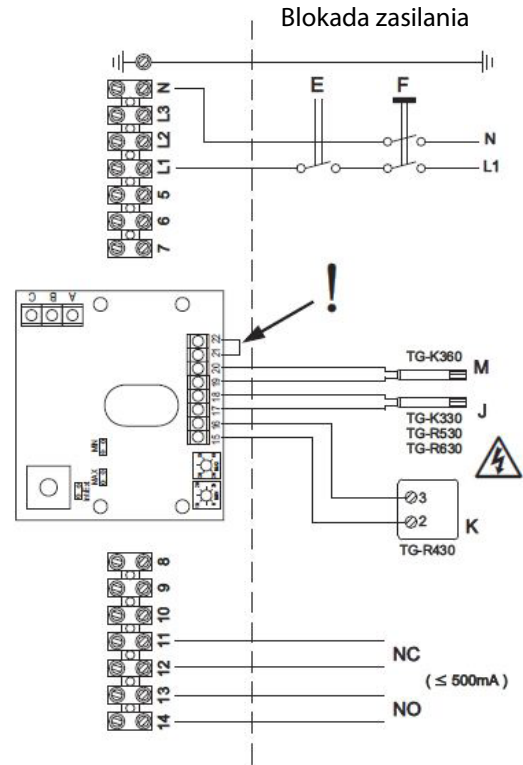 Blokada zasilania
E F
N
L3
L2
L1
5
6
7
N
L1
!
C B A
22
21
20
19
18
17
16
15
MIN
MAX
Int/Ext
TG-K360 M
TG-K330 J
TG-R530
TG-R630
3
2
K
TG-R430
8
9
10
11
12
13
14
NC
( ≤ 500mA )
NO